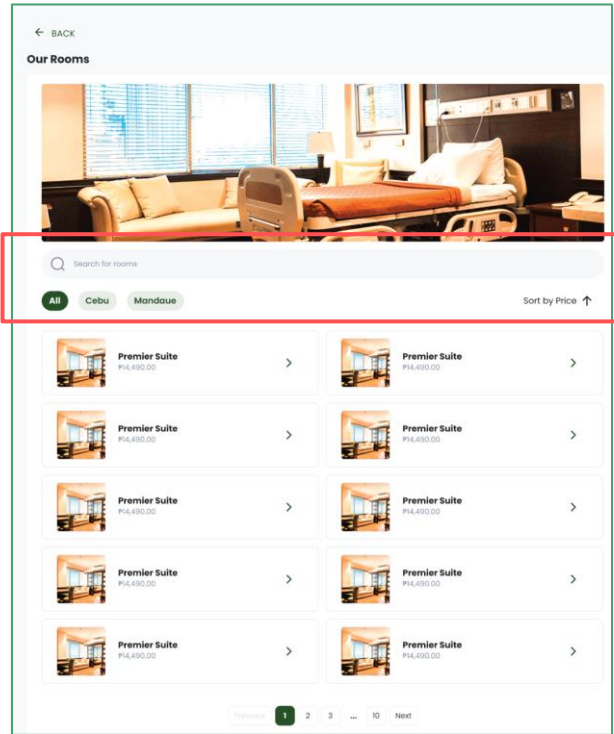 ← BACK
Our Rooms
Search for rooms
All Cebu Mandaue Sort by Price ↑
Premier Suite Premier Suite
₱14,490.00 ₱14,490.00
Premier Suite Premier Suite
₱14,490.00 ₱14,490.00
Premier Suite Premier Suite
₱14,490.00 ₱14,490.00
Premier Suite Premier Suite
₱14,490.00 ₱14,490.00
Premier Suite Premier Suite
₱14,490.00 ₱14,490.00
Previous 1 2 3 ... 10 Next